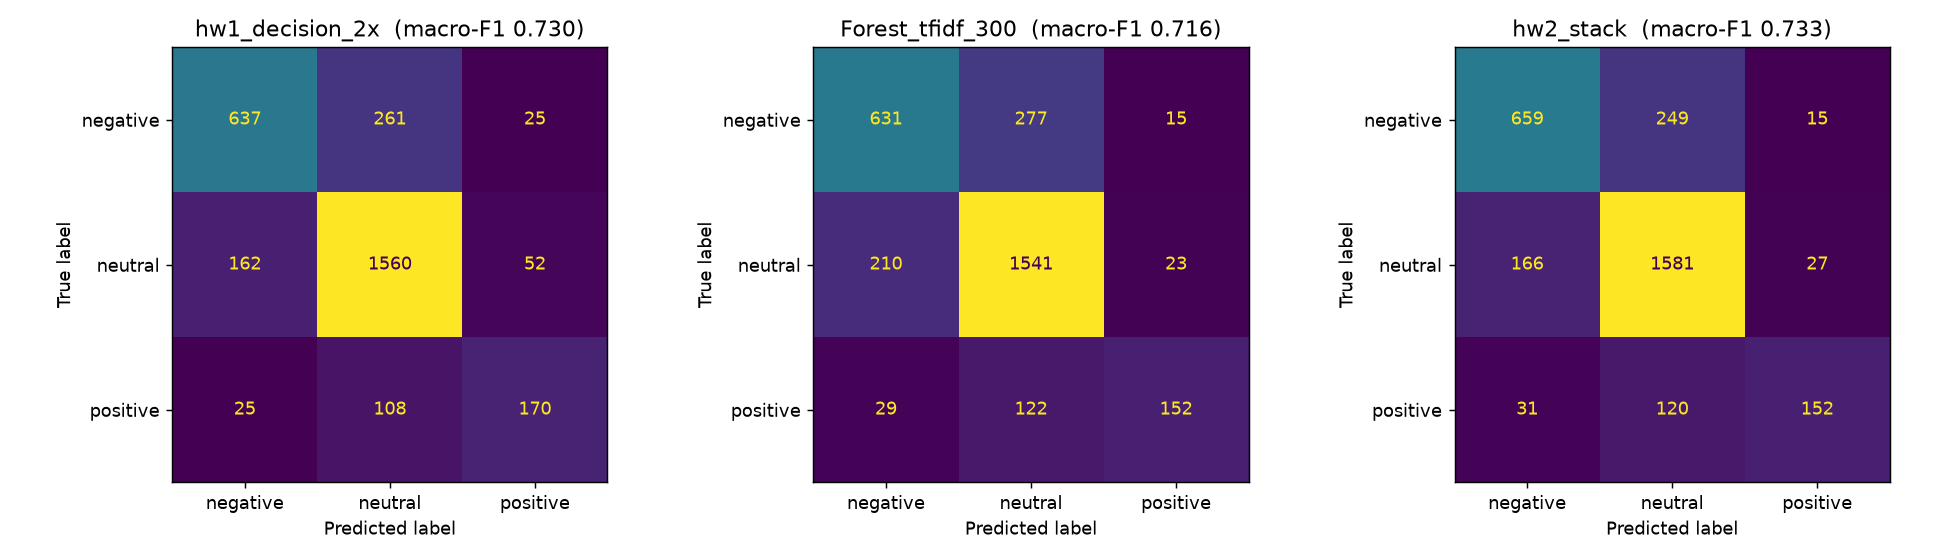 hw1_decision_2x  (macro-F1 0.730)
negative
637
261
25
neutral
162
1560
52
positive
25
108
170
True label
negative
neutral
positive
Predicted label
Forest_tfidf_300  (macro-F1 0.716)
negative
631
277
15
neutral
210
1541
23
positive
29
122
152
True label
negative
neutral
positive
Predicted label
hw2_stack  (macro-F1 0.733)
negative
659
249
15
neutral
166
1581
27
positive
31
120
152
True label
negative
neutral
positive
Predicted label